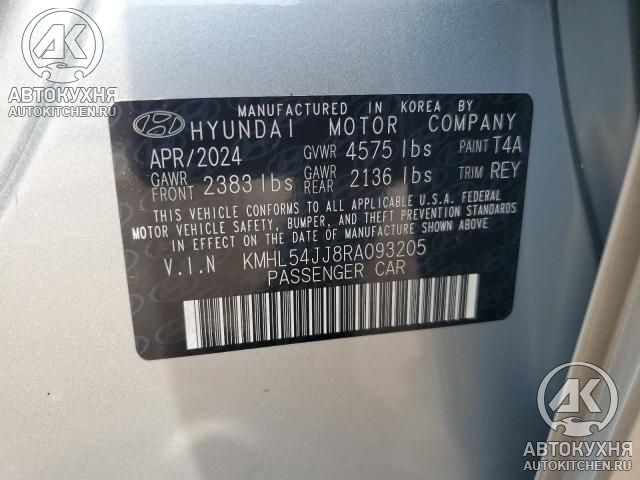 AK
АВТОКУХНЯ
AUTOKITCHEN.RU
MANUFACTURED IN KOREA BY
HYUNDAI MOTOR COMPANY
APR/2024 GVWR 4575 lbs PAINT T4A
GAWR FRONT 2383 lbs GAWR REAR 2136 lbs TRIM REY
THIS VEHICLE CONFORMS TO ALL APPLICABLE U.S.A. FEDERAL
MOTOR VEHICLE SAFETY, BUMPER, AND THEFT PREVENTION STANDARDS
IN EFFECT ON THE DATE OF MANUFACTURE SHOWN ABOVE
V.I.N KMHL54JJ8RA093205
PASSENGER CAR
AK
АВТОКУХНЯ
AUTOKITCHEN.RU